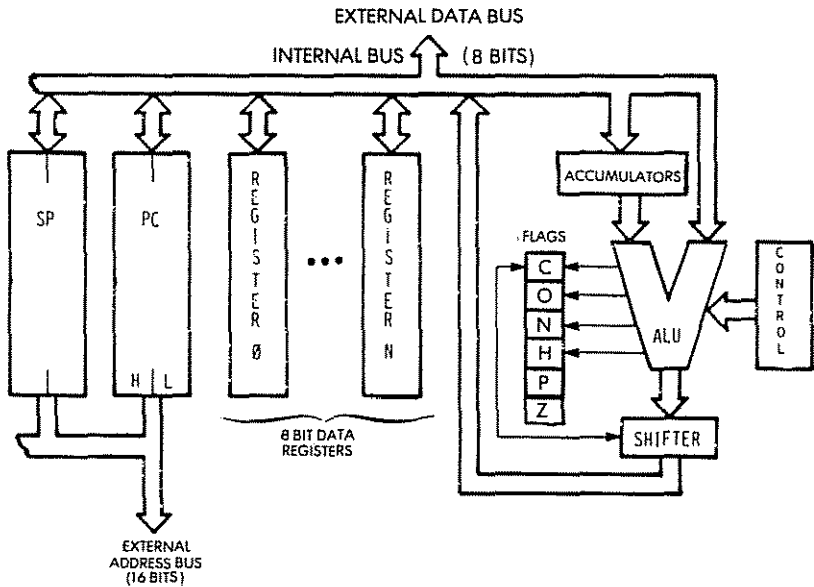 EXTERNAL DATA BUS
INTERNAL BUS (8 BITS)
SP
PC
H L
REGISTER Ø
•••
REGISTER N
8 BIT DATA
REGISTERS
ACCUMULATORS
FLAGS
C
O
N
H
P
Z
ALU
CONTROL
SHIFTER
EXTERNAL
ADDRESS BUS
(16 BITS)